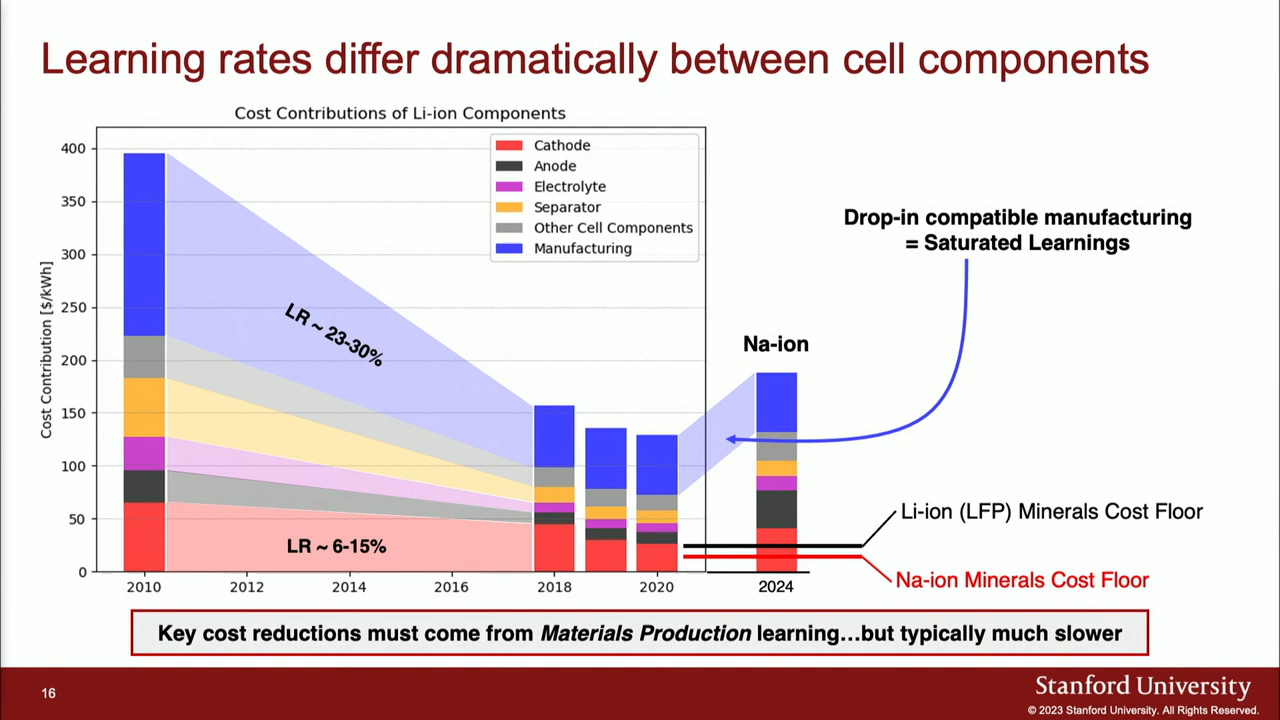 Learning rates differ dramatically between cell components
Cost Contributions of Li-ion Components
Cost Contribution [$/kWh]
400
350
300
250
200
150
100
50
0
Cathode
Anode
Electrolyte
Separator
Other Cell Components
Manufacturing
LR ~ 23-30%
LR ~ 6-15%
2010
2012
2014
2016
2018
2020
2024
Drop-in compatible manufacturing
= Saturated Learnings
Na-ion
Li-ion (LFP) Minerals Cost Floor
Na-ion Minerals Cost Floor
Key cost reductions must come from Materials Production learning...but typically much slower
16
Stanford University
© 2023 Stanford University. All Rights Reserved.